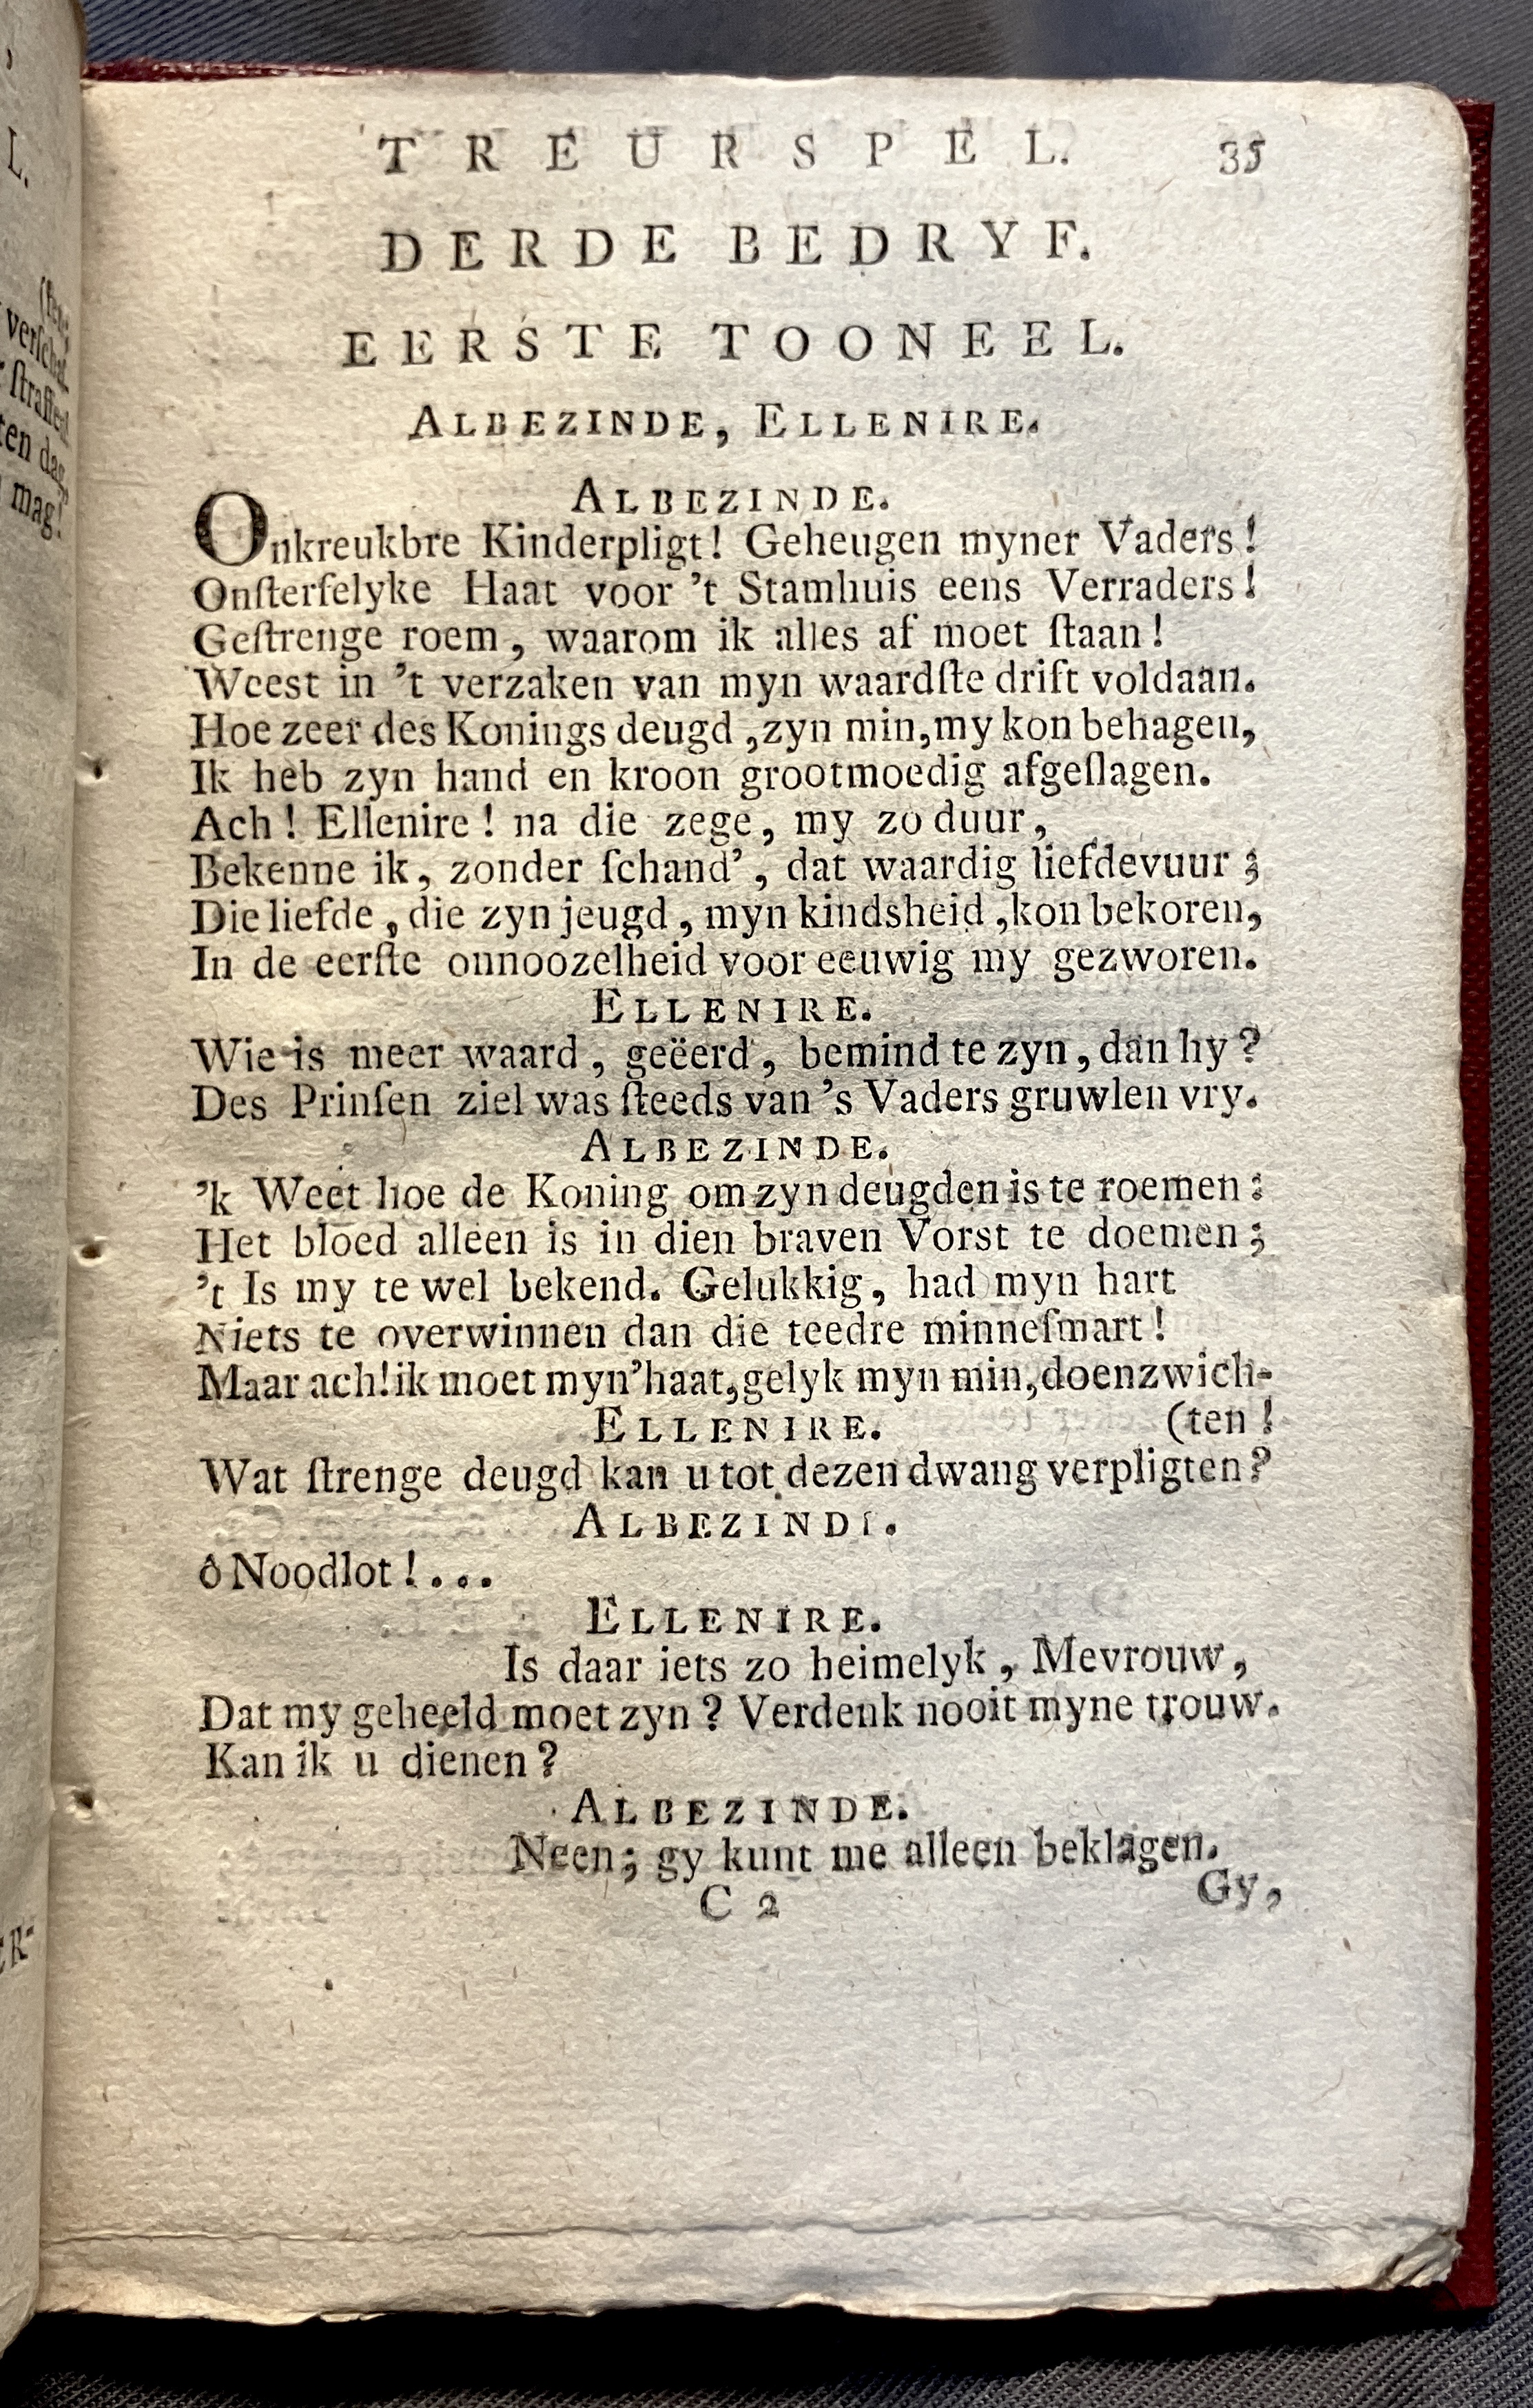 TREURSPEL. 35
DERDE BEDRYF.
EERSTE TOONEEL.
ALBEZINDE, ELLENIRE.
ALBEZINDE.
Onkreukbre Kinderpligt! Geheugen myner Vaders!
Onſterfelyke Haat voor 't Stamhuis eens Verraders!
Geſtrenge roem, waarom ik alles af moet ſtaan!
Weest in 't verzaken van myn waardſte drift voldaan.
Hoe zeer des Konings deugd, zyn min, my kon behagen,
Ik heb zyn hand en kroon grootmoedig afgeſlagen.
Ach! Ellenire! na die zege, my zo duur,
Bekenne ik, zonder ſchand', dat waardig liefdevuur;
Die liefde, die zyn jeugd, myn kindsheid, kon bekoren,
In de eerſte onnoozelheid voor eeuwig my gezworen.
ELLENIRE.
Wie is meer waard, geëerd, bemind te zyn, dan hy?
Des Prinſen ziel was ſteeds van 's Vaders gruwlen vry.
ALBEZINDE.
'k Weet hoe de Koning om zyn deugden is te roemen:
Het bloed alleen is in dien braven Vorst te doemen;
't Is my te wel bekend. Gelukkig, had myn hart
Niets te overwinnen dan die teedre minneſmart!
Maar ach! ik moet myn' haat, gelyk myn min, doen zwich-
ELLENIRE. (ten!
Wat ſtrenge deugd kan u tot dezen dwang verpligten?
ALBEZINDE.
ô Noodlot!...
ELLENIRE.
Is daar iets zo heimelyk, Mevrouw,
Dat my geheeld moet zyn? Verdenk nooit myne trouw.
Kan ik u dienen?
ALBEZINDE.
Neen; gy kunt me alleen beklagen.
C 2 Gy,